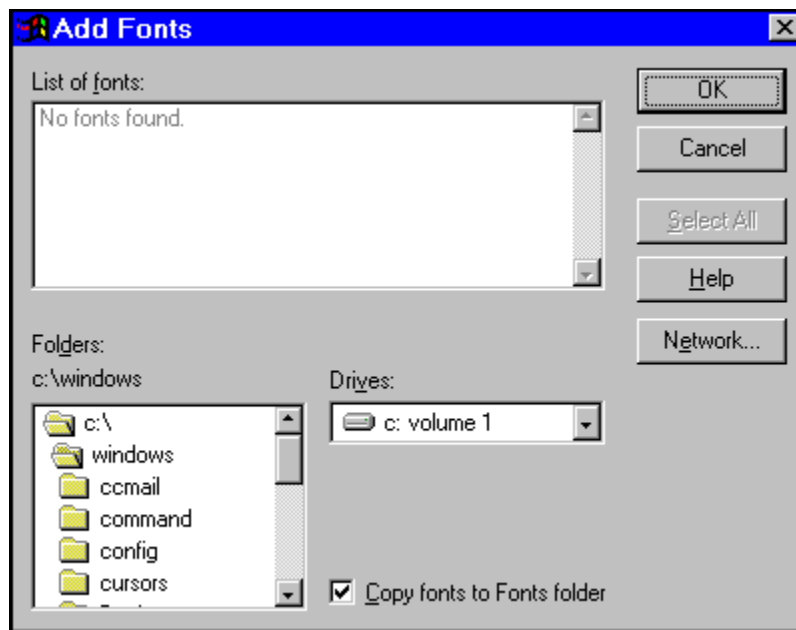 Add Fonts
List of fonts:
No fonts found.
OK
Cancel
Select All
Help
Network...
Folders:
c:\windows
c:\
windows
ccmail
command
config
cursors
Drives:
c: volume 1
Copy fonts to Fonts folder